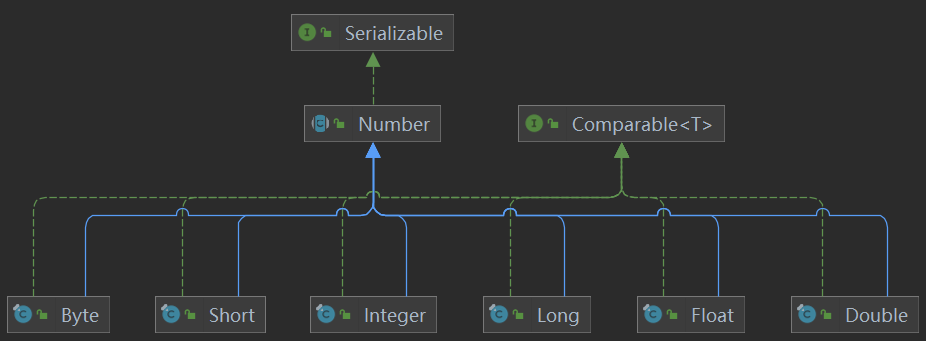 Serializable
Number
Comparable<T>
Byte
Short
Integer
Long
Float
Double